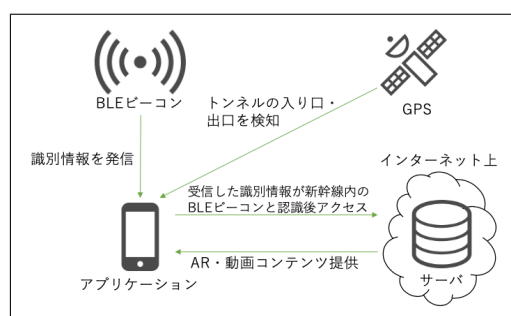 BLEビーコン
GPS
トンネルの入り口・
出口を検知
識別情報を発信
インターネット上
受信した識別情報が新幹線内の
BLEビーコンと認識後アクセス
AR・動画コンテンツ提供
アプリケーション
サーバ